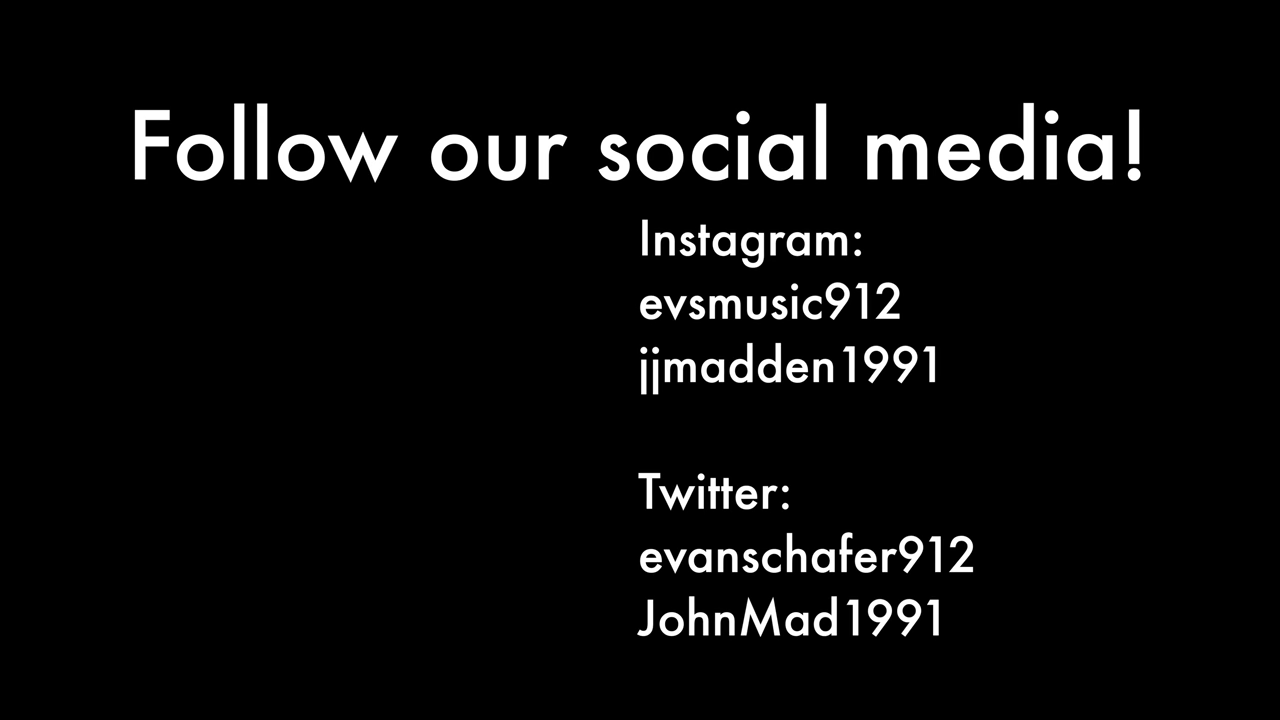 Follow our social media!
Instagram:
evsmusic912
jjmadden1991
Twitter:
evanschafer912
JohnMad1991